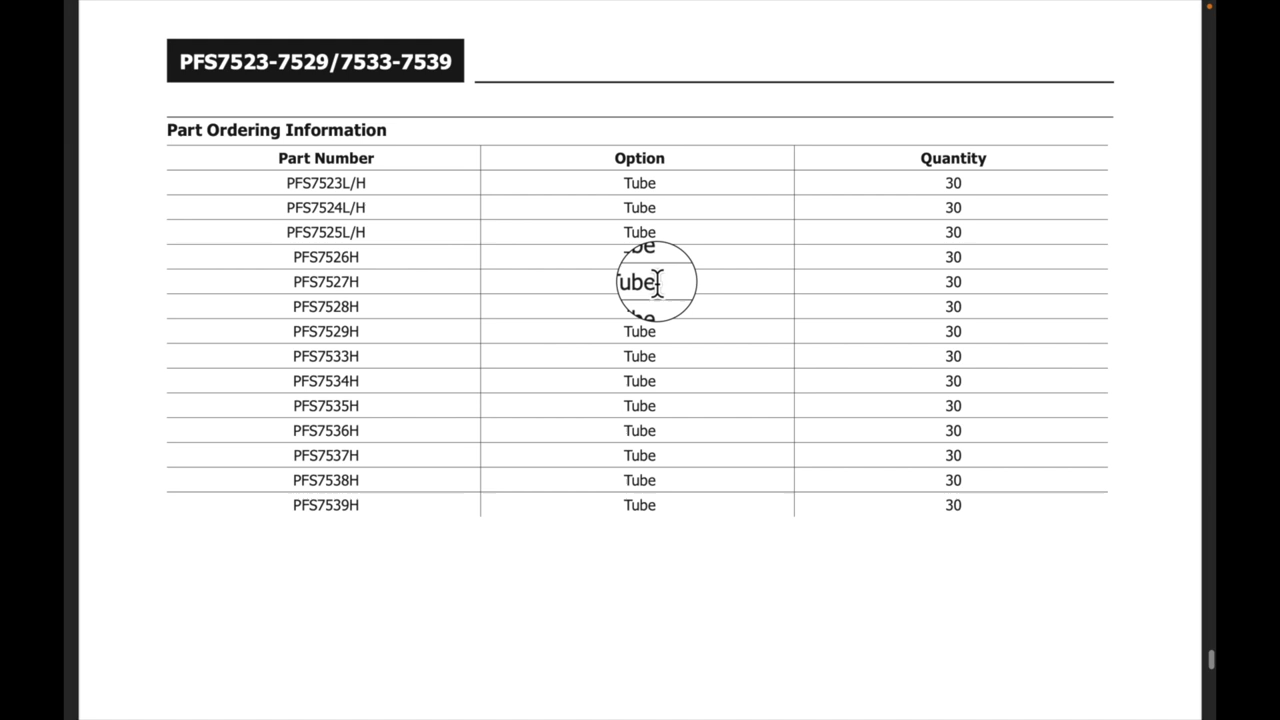 PFS7523-7529/7533-7539
Part Ordering Information
Part Number Option Quantity
PFS7523L/H Tube 30
PFS7524L/H Tube 30
PFS7525L/H Tube 30
PFS7526H 30
PFS7527H Tube 30
PFS7528H 30
PFS7529H Tube 30
PFS7533H Tube 30
PFS7534H Tube 30
PFS7535H Tube 30
PFS7536H Tube 30
PFS7537H Tube 30
PFS7538H Tube 30
PFS7539H Tube 30